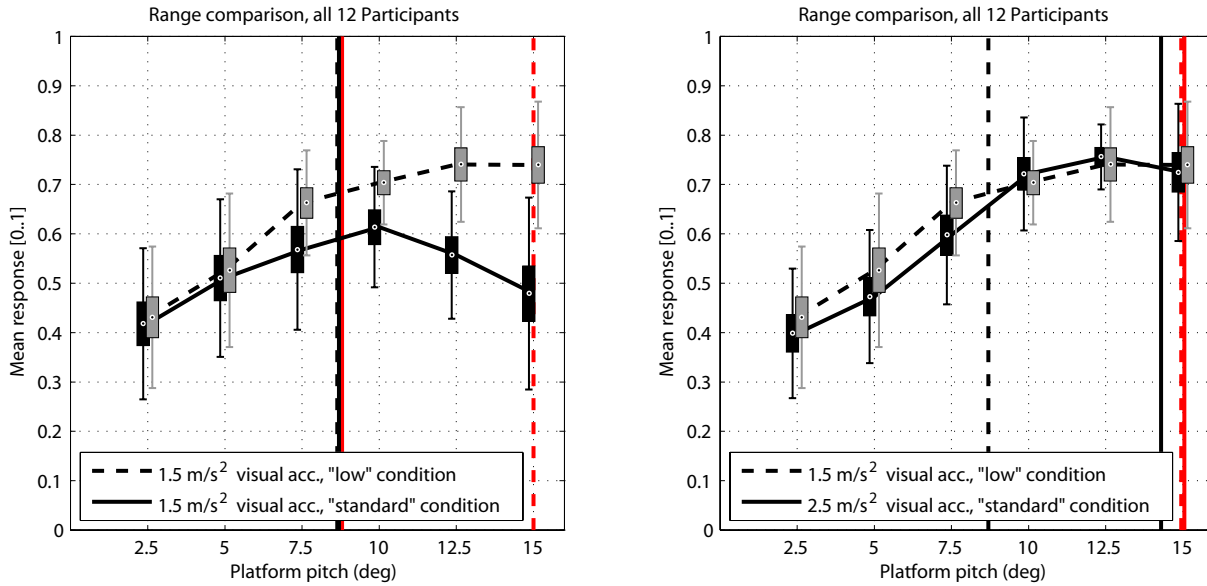 Range comparison, all 12 Participants
1
0.9
0.8
0.7
0.6
0.5
0.4
0.3
0.2
0.1
0
Mean response [0..1]
1.5 m/s² visual acc., "low" condition
1.5 m/s² visual acc., "standard" condition
2.5 5 7.5 10 12.5 15
Platform pitch (deg)
Range comparison, all 12 Participants
1
0.9
0.8
0.7
0.6
0.5
0.4
0.3
0.2
0.1
0
Mean response [0..1]
1.5 m/s² visual acc., "low" condition
2.5 m/s² visual acc., "standard" condition
2.5 5 7.5 10 12.5 15
Platform pitch (deg)